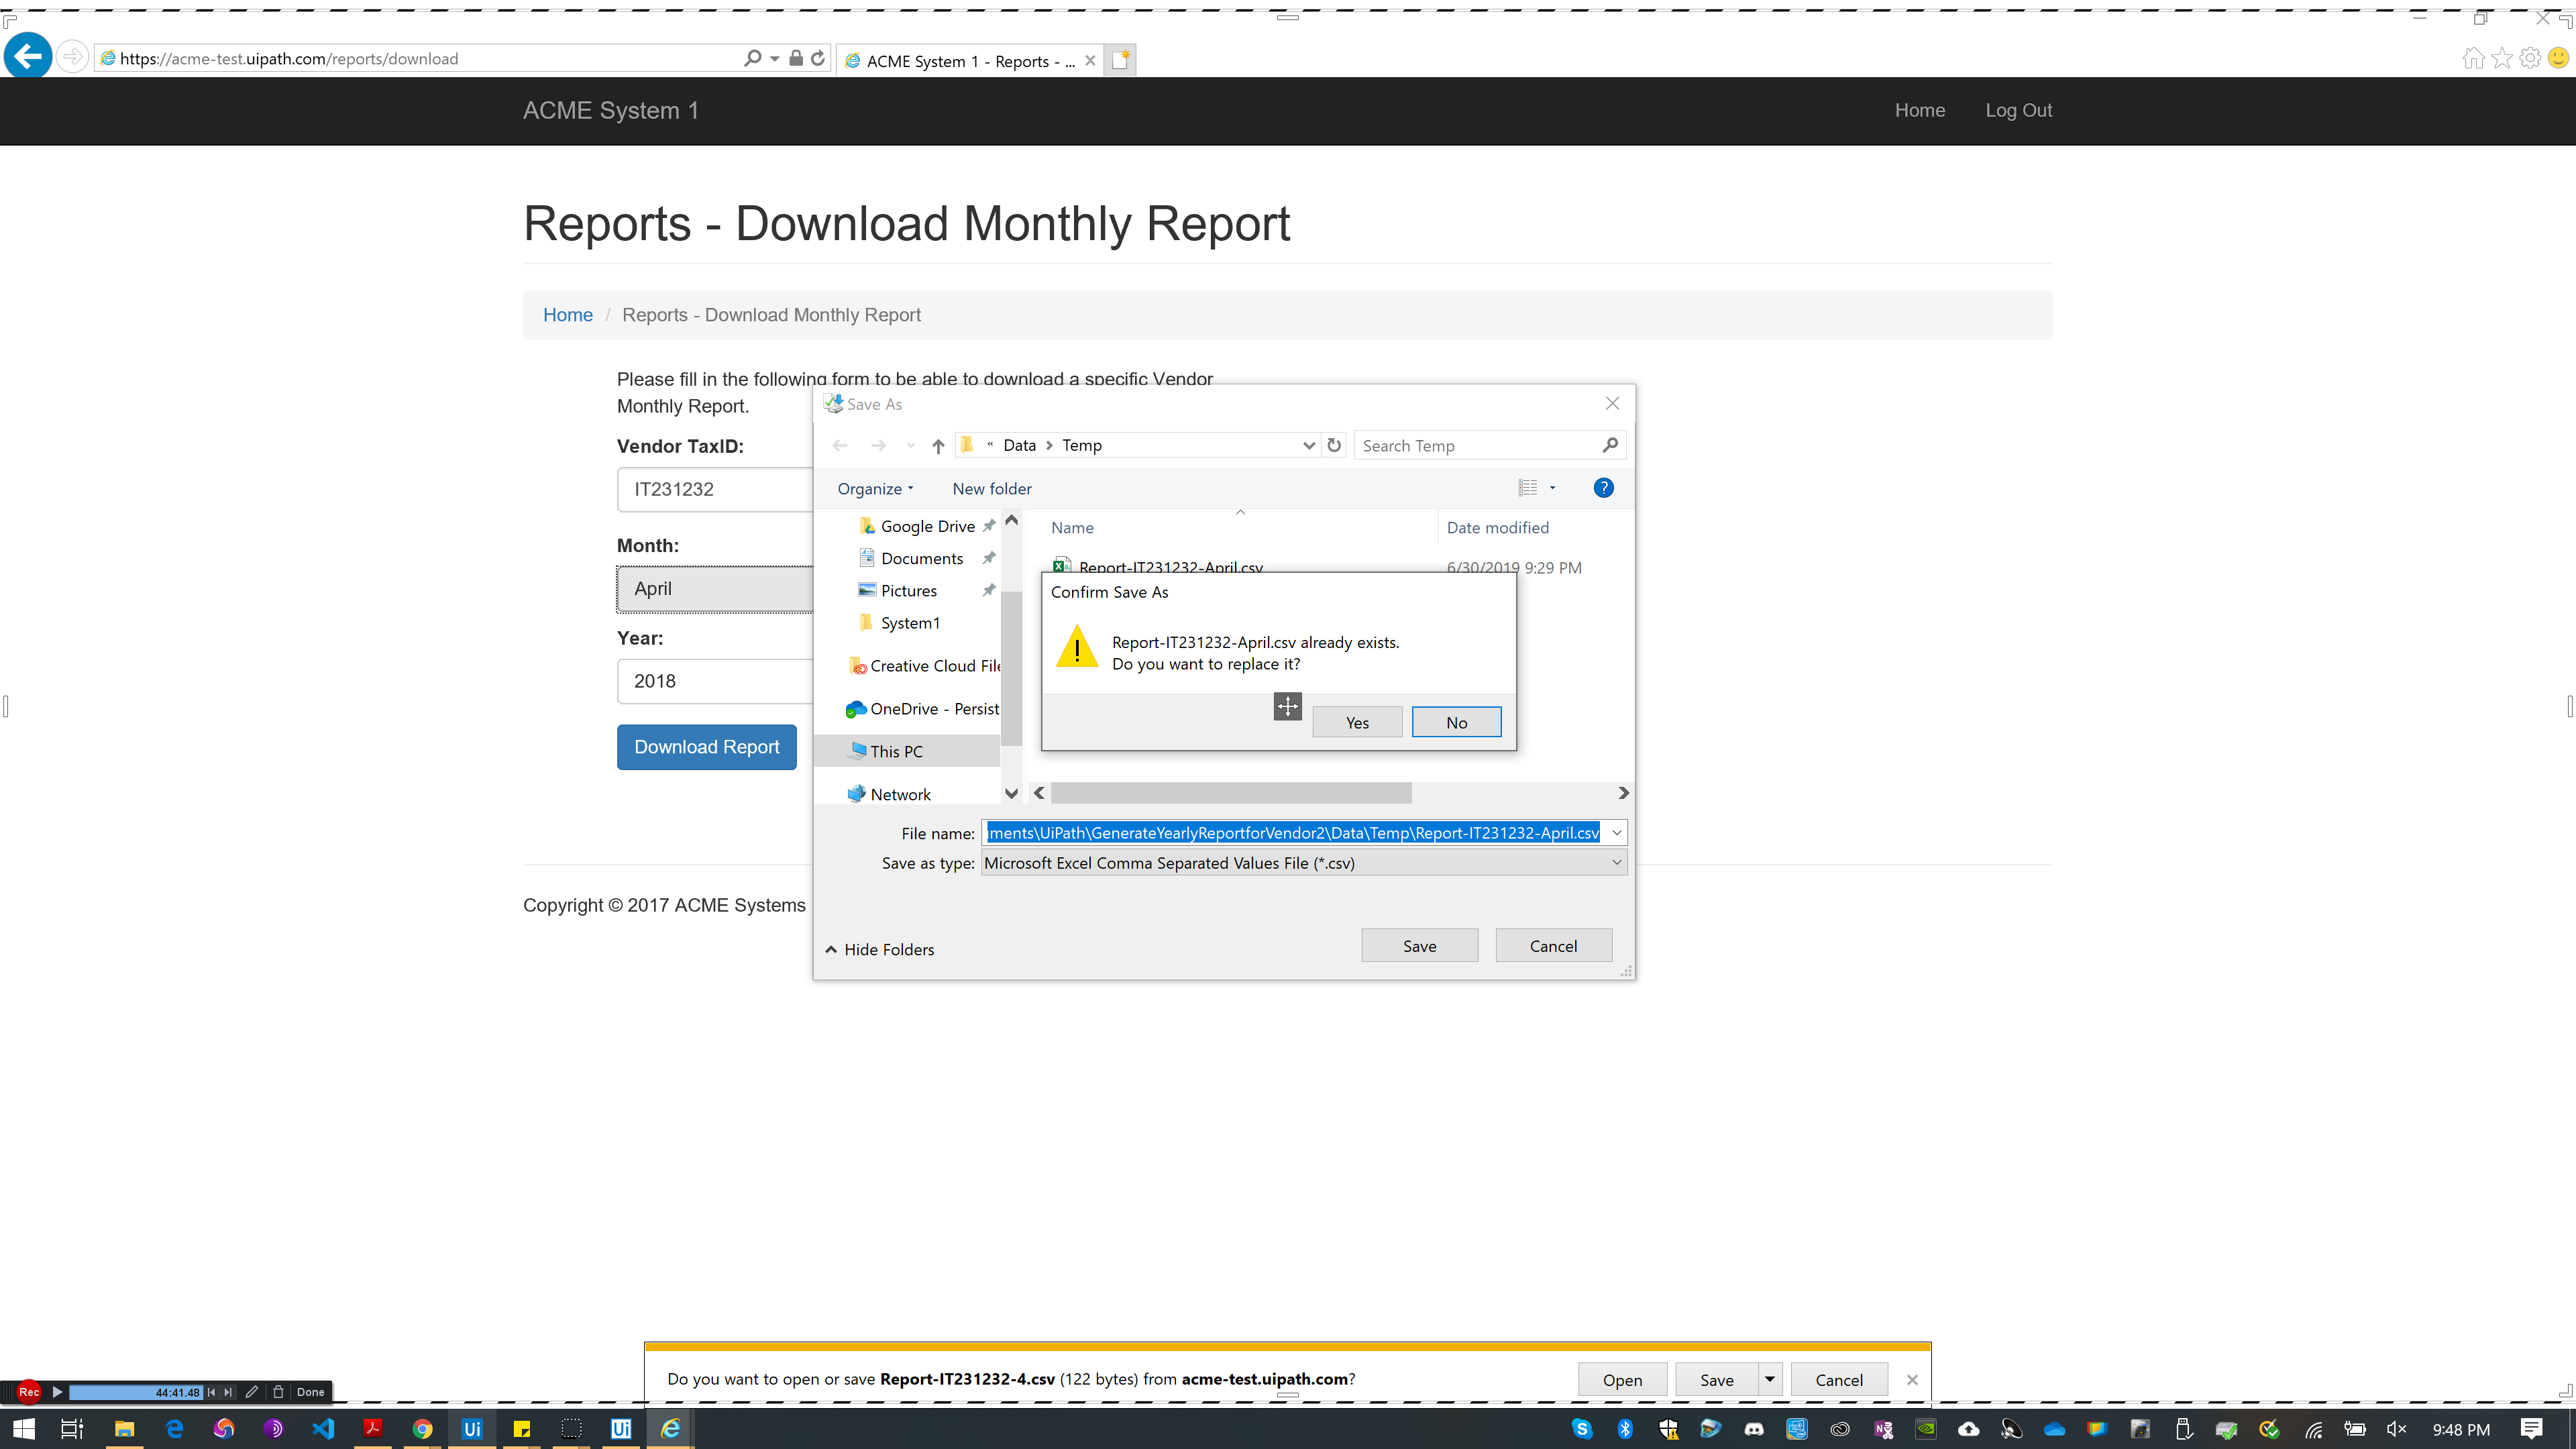 https://acme-test.uipath.com/reports/download
ACME System 1 - Reports - ...
ACME System 1
Home
Log Out
Reports - Download Monthly Report
Home / Reports - Download Monthly Report
Please fill in the following form to be able to download a specific Vendor
Monthly Report.
Vendor TaxID:
IT231232
Month:
April
Year:
2018
Download Report
Copyright © 2017 ACME Systems
Save As
« Data > Temp
Search Temp
Organize
New folder
Google Drive
Documents
Pictures
System1
Creative Cloud File
OneDrive - Persist
This PC
Network
Name
Date modified
Report-IT231232-April.csv
6/30/2019 9:29 PM
Confirm Save As
Report-IT231232-April.csv already exists.
Do you want to replace it?
Yes
No
File name: ıments\UiPath\GenerateYearlyReportforVendor2\Data\Temp\Report-IT231232-April.csv
Save as type: Microsoft Excel Comma Separated Values File (*.csv)
Hide Folders
Save
Cancel
Do you want to open or save Report-IT231232-4.csv (122 bytes) from acme-test.uipath.com?
Open
Save
Cancel
Rec
44:41.48
Done
9:48 PM